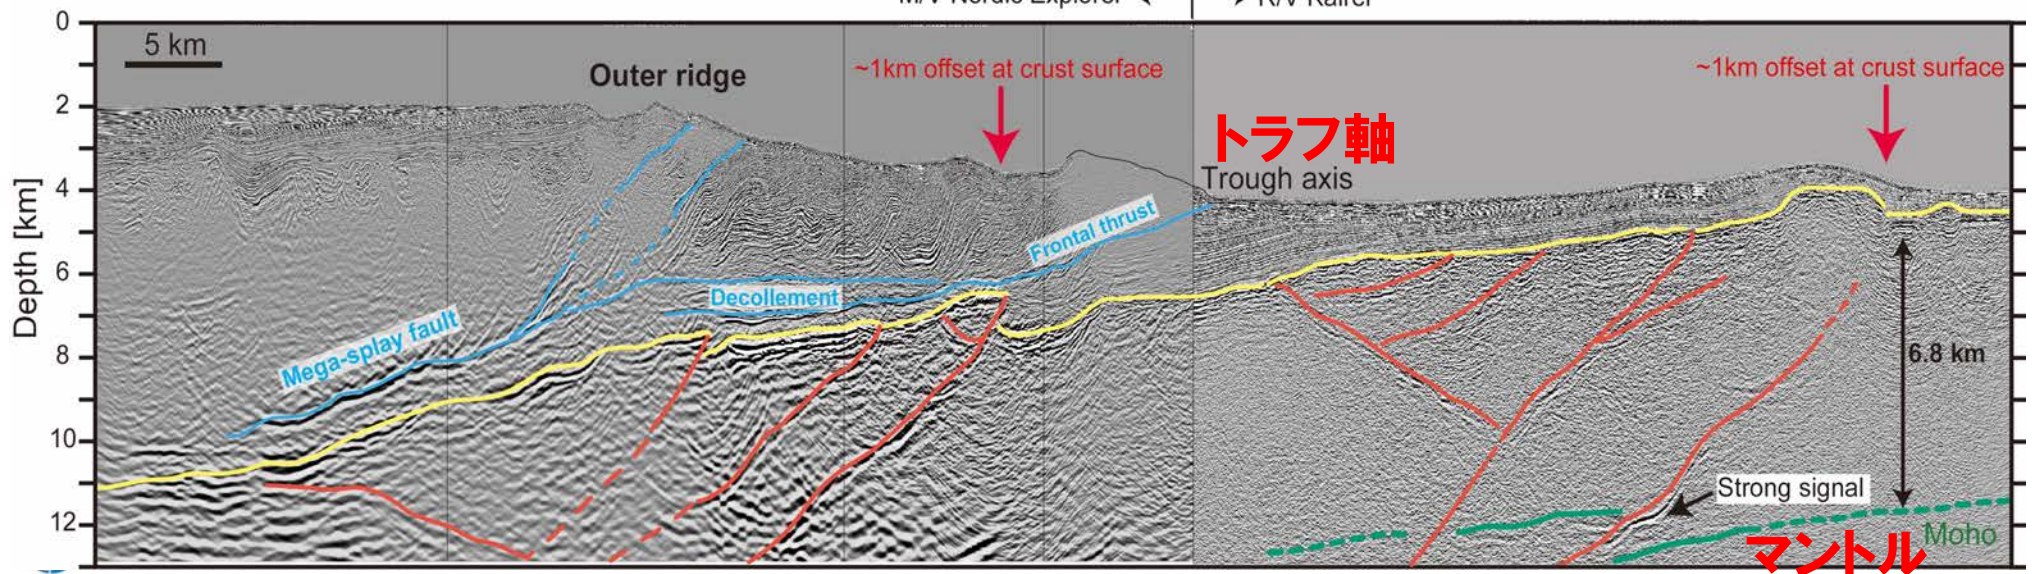 M/V Nordic Explorer
R/V Kairei
0
5 km
Outer ridge
~1km offset at crust surface
~1km offset at crust surface
2
トラフ軸
Trough axis
4
Depth [km]
Frontal thrust
6
Decollement
Mega-splay fault
8
6.8 km
10
Strong signal
12
Moho
マントル